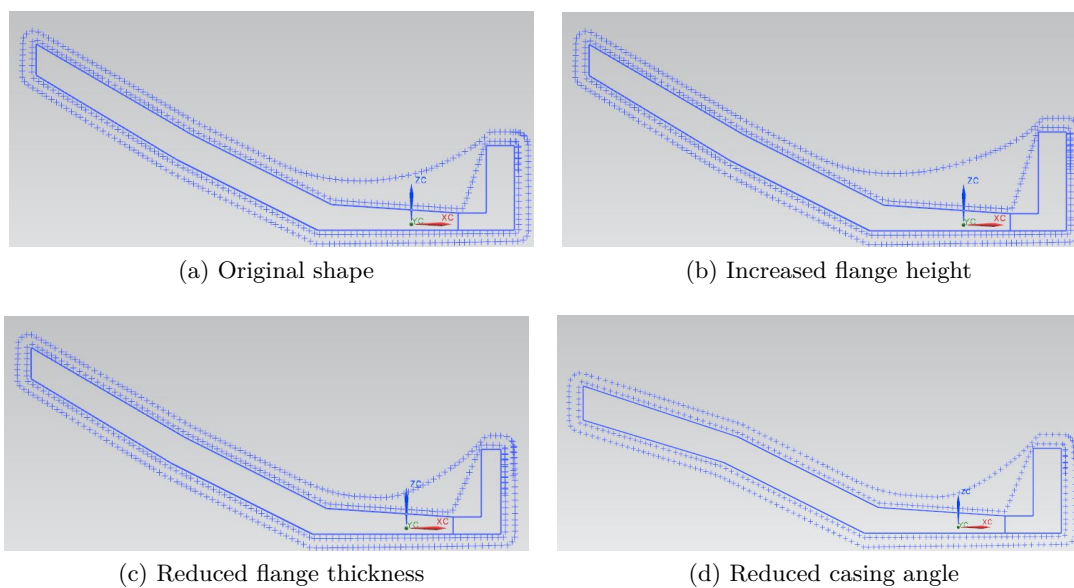 ZC
XC
YC
ZC
XC
YC
(a) Original shape
(b) Increased flange height
ZC
XC
YC
ZC
XC
YC
(c) Reduced flange thickness
(d) Reduced casing angle